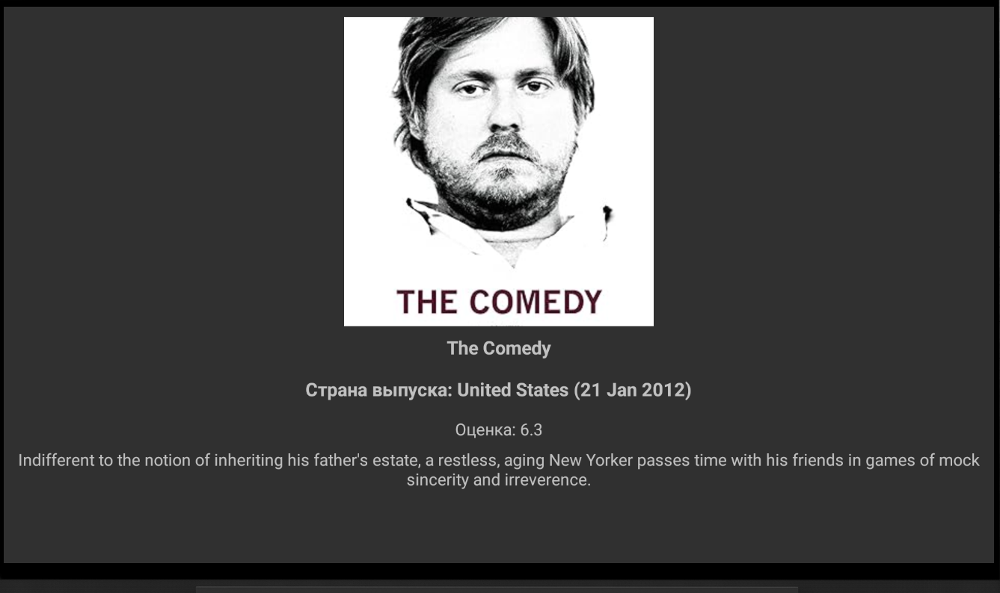 THE COMEDY
The Comedy
Страна выпуска: United States (21 Jan 2012)
Оценка: 6.3
Indifferent to the notion of inheriting his father's estate, a restless, aging New Yorker passes time with his friends in games of mock
sincerity and irreverence.